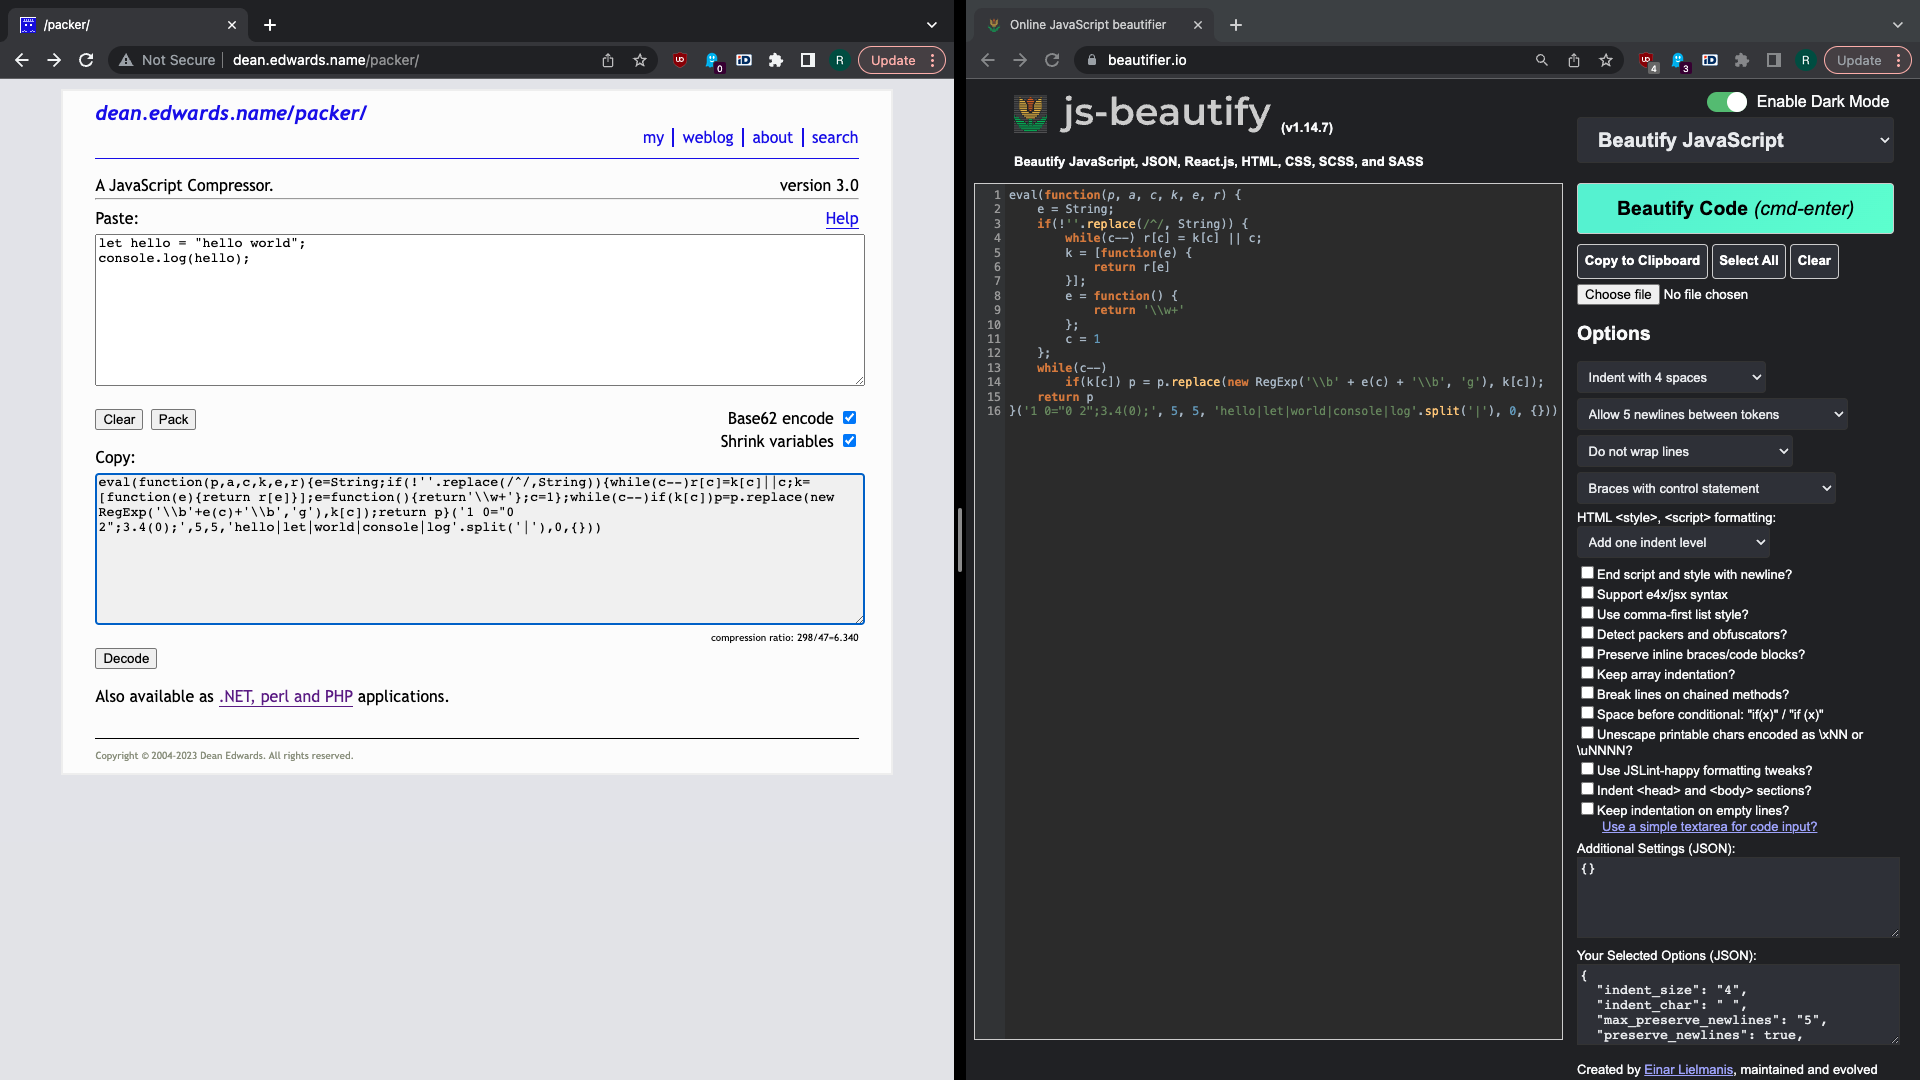 /packer/
Not Secure
dean.edwards.name/packer/
0
R
Update
dean.edwards.name/packer/
my | weblog | about | search
A JavaScript Compressor.
version 3.0
Paste:
Help
let hello = "hello world";
console.log(hello);
Clear
Pack
Base62 encode
Shrink variables
Copy:
eval(function(p,a,c,k,e,r){e=String;if(!''.replace(/^/,String)){while(c--)r[c]=k[c]||c;k=
[function(e){return r[e]}];e=function(){return'\\w+'};c=1};while(c--)if(k[c])p=p.replace(new
RegExp('\\b'+e(c)+'\\b','g'),k[c]);return p}('1 0="0
2";3.4(0);',5,5,'hello|let|world|console|log'.split('|'),0,{}))
compression ratio: 298/47=6.340
Decode
Also available as .NET, perl and PHP applications.
Copyright © 2004-2023 Dean Edwards. All rights reserved.
Online JavaScript beautifier
beautifier.io
4
3
R
Update
js-beautify (v1.14.7)
Beautify JavaScript, JSON, React.js, HTML, CSS, SCSS, and SASS
1 eval(function(p, a, c, k, e, r) {
2     e = String;
3     if(!''.replace(/^/, String)) {
4         while(c--) r[c] = k[c] || c;
5         k = [function(e) {
6             return r[e]
7         }];
8         e = function() {
9             return '\\w+'
10         };
11         c = 1
12     };
13     while(c--)
14         if(k[c]) p = p.replace(new RegExp('\\b' + e(c) + '\\b', 'g'), k[c]);
15     return p
16 }('1 0="0 2";3.4(0);', 5, 5, 'hello|let|world|console|log'.split('|'), 0, {}))
Enable Dark Mode
Beautify JavaScript
Beautify Code (cmd-enter)
Copy to Clipboard
Select All
Clear
Choose file No file chosen
Options
Indent with 4 spaces
Allow 5 newlines between tokens
Do not wrap lines
Braces with control statement
HTML <style>, <script> formatting:
Add one indent level
End script and style with newline?
Support e4x/jsx syntax
Use comma-first list style?
Detect packers and obfuscators?
Preserve inline braces/code blocks?
Keep array indentation?
Break lines on chained methods?
Space before conditional: "if(x)" / "if (x)"
Unescape printable chars encoded as \xNN or
\uNNNN?
Use JSLint-happy formatting tweaks?
Indent <head> and <body> sections?
Keep indentation on empty lines?
Use a simple textarea for code input?
Additional Settings (JSON):
{}
Your Selected Options (JSON):
{
  "indent_size": "4",
  "indent_char": " ",
  "max_preserve_newlines": "5",
  "preserve_newlines": true,
Created by Einar Lielmanis, maintained and evolved